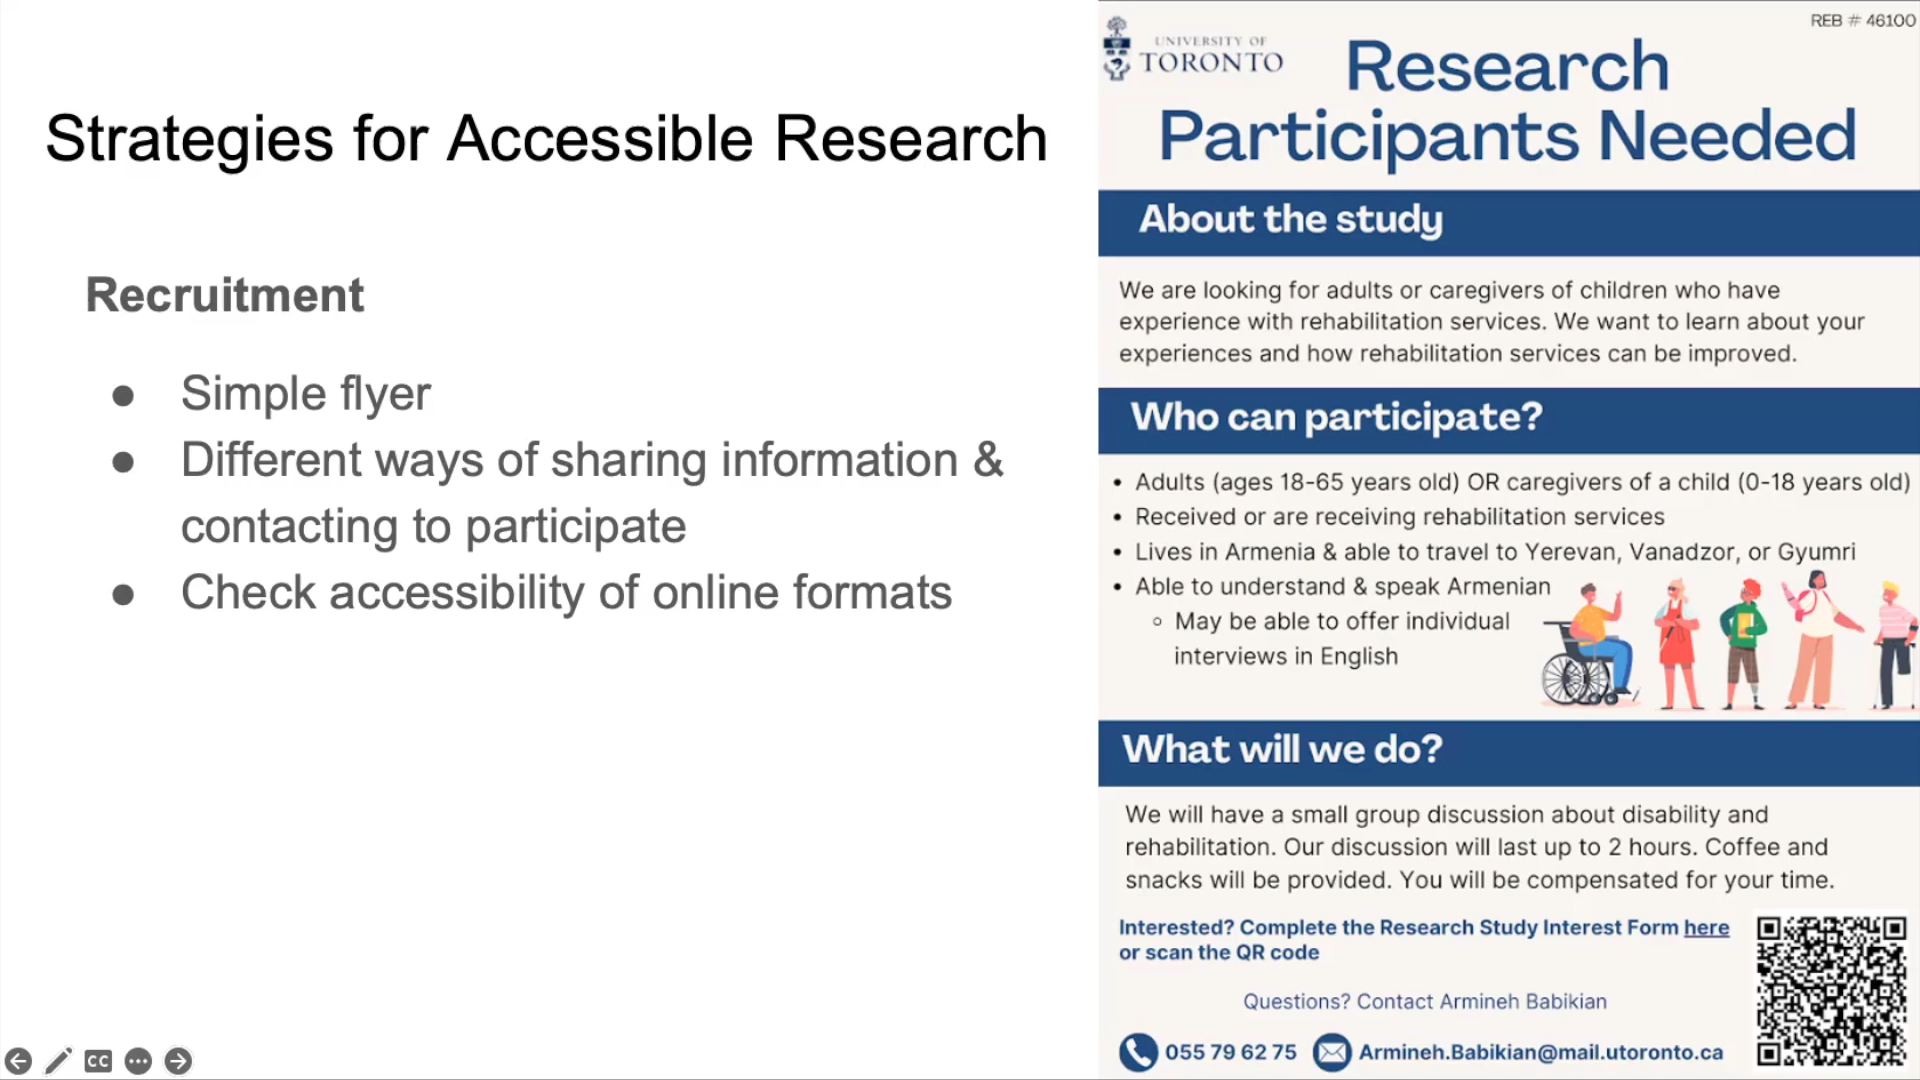 Strategies for Accessible Research
Recruitment
● Simple flyer
● Different ways of sharing information &
contacting to participate
● Check accessibility of online formats
REB # 46100
UNIVERSITY OF
TORONTO
Research
Participants Needed
About the study
We are looking for adults or caregivers of children who have
experience with rehabilitation services. We want to learn about your
experiences and how rehabilitation services can be improved.
Who can participate?
• Adults (ages 18-65 years old) OR caregivers of a child (0-18 years old)
• Received or are receiving rehabilitation services
• Lives in Armenia & able to travel to Yerevan, Vanadzor, or Gyumri
• Able to understand & speak Armenian
◦ May be able to offer individual
interviews in English
What will we do?
We will have a small group discussion about disability and
rehabilitation. Our discussion will last up to 2 hours. Coffee and
snacks will be provided. You will be compensated for your time.
Interested? Complete the Research Study Interest Form here
or scan the QR code
Questions? Contact Armineh Babikian
055 79 62 75
Armineh.Babikian@mail.utoronto.ca
CC